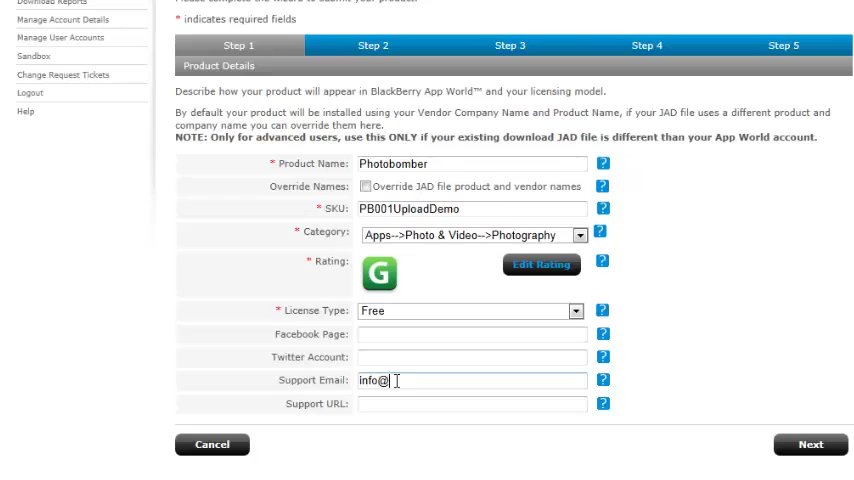 Download Reports
Manage Account Details
Manage User Accounts
Sandbox
Change Request Tickets
Logout
Help
* indicates required fields
Step 1 Step 2 Step 3 Step 4 Step 5
Product Details
Describe how your product will appear in BlackBerry App World™ and your licensing model.
By default your product will be installed using your Vendor Company Name and Product Name, if your JAD file uses a different product and
company name you can override them here.
NOTE: Only for advanced users, use this ONLY if your existing download JAD file is different than your App World account.
* Product Name: Photobomber ?
Override Names: Override JAD file product and vendor names ?
* SKU: PB001UploadDemo ?
* Category: Apps-->Photo & Video-->Photography ?
* Rating: G Edit Rating ?
* License Type: Free ?
Facebook Page: ?
Twitter Account: ?
Support Email: info@ ?
Support URL: ?
Cancel Next